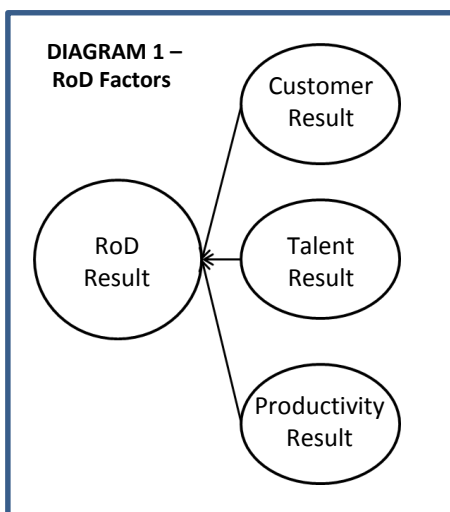 DIAGRAM 1 –
RoD Factors
Customer
Result
RoD
Result
Talent
Result
Productivity
Result